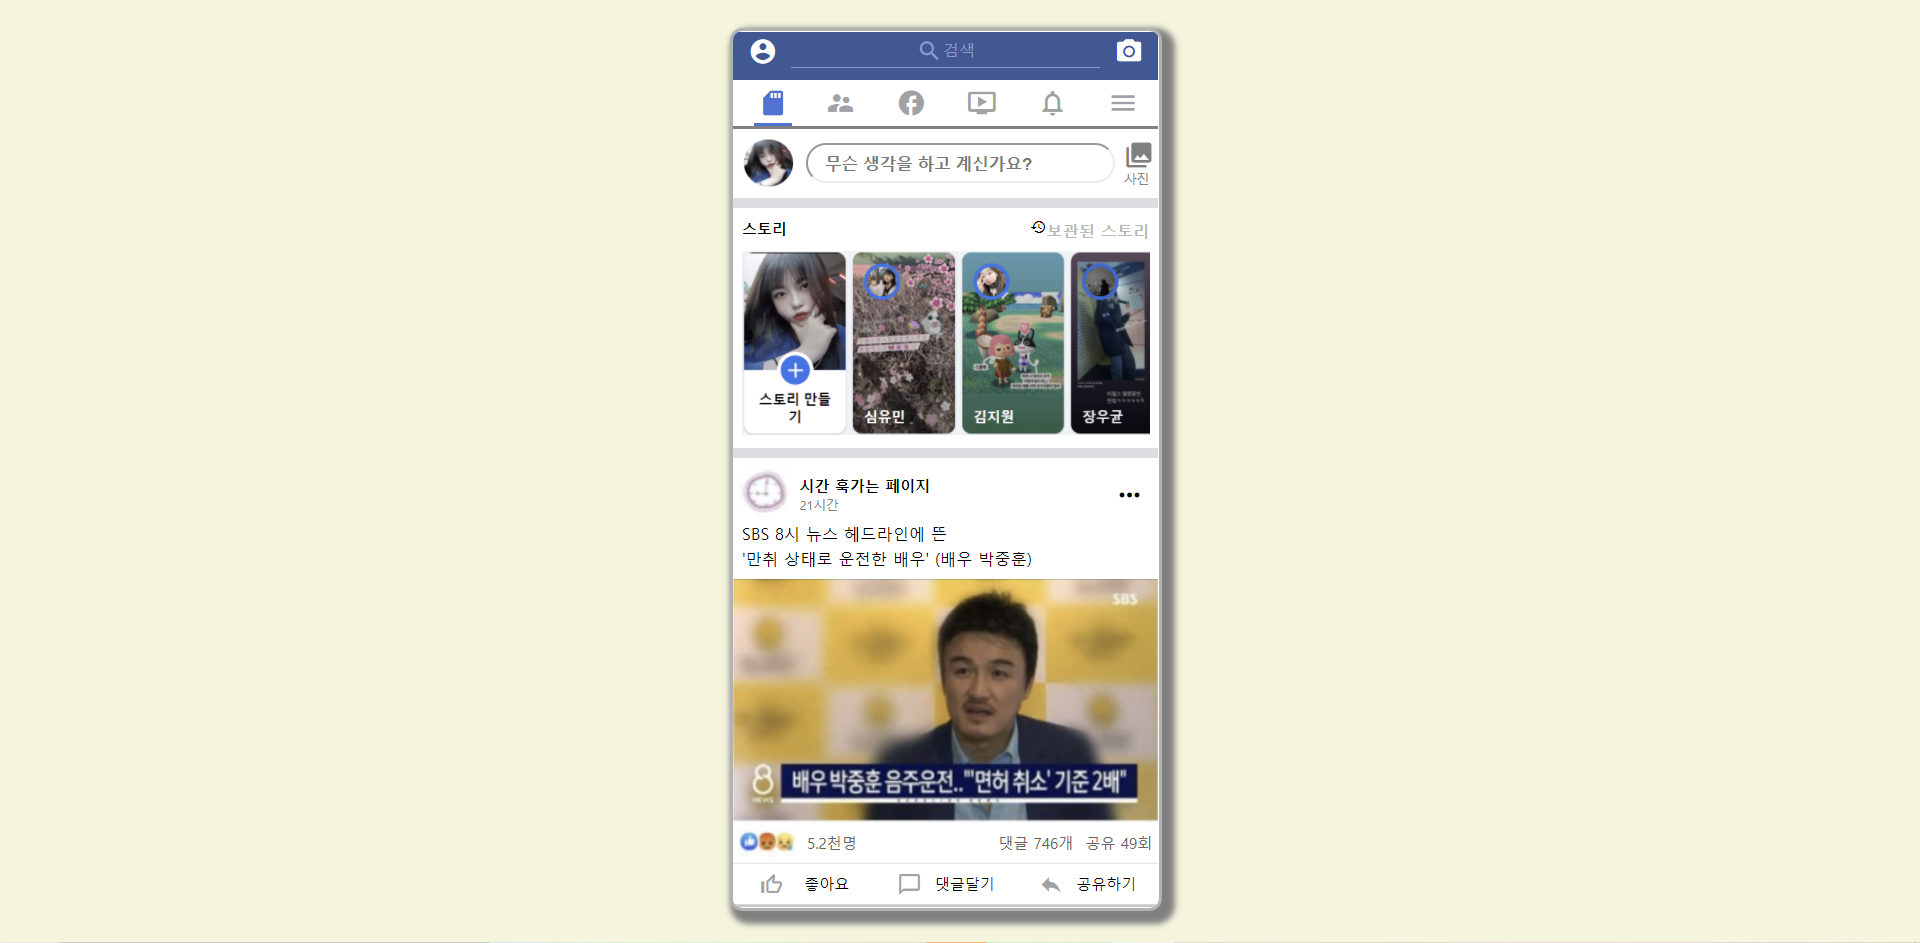 검색
무슨 생각을 하고 계신가요?
사진
스토리
보관된 스토리
스토리 만들
기
심유민
김지원
장우균
시간 훅가는 페이지
21시간
SBS 8시 뉴스 헤드라인에 뜬
'만취 상태로 운전한 배우' (배우 박중훈)
SBS
8
NEWS
배우 박중훈 음주운전.."'면허 취소' 기준 2배"
5.2천명
댓글 746개 공유 49회
좋아요
댓글달기
공유하기